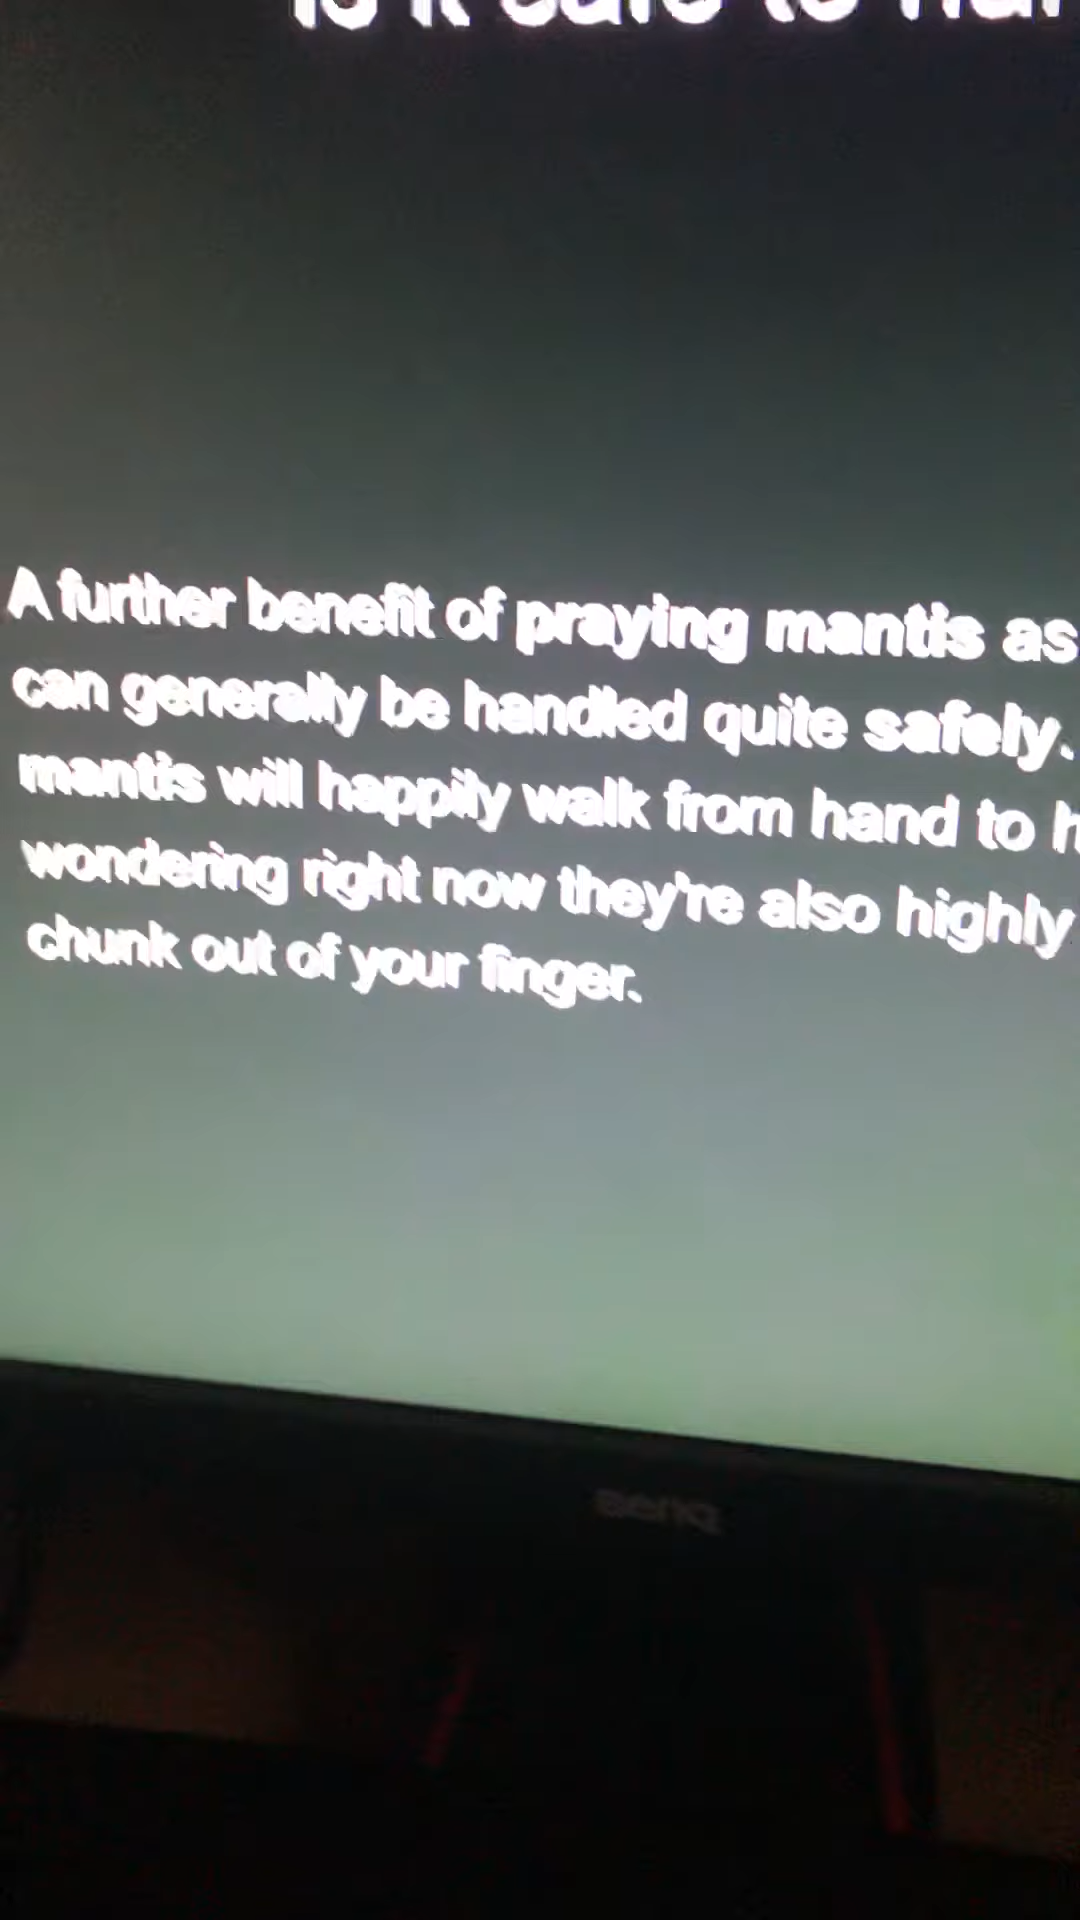 A further benefit of praying mantis as
can generally be handled quite safely.
mantis will happily walk from hand to
wondering right now they're also highly
chunk out of your finger.
BenQ